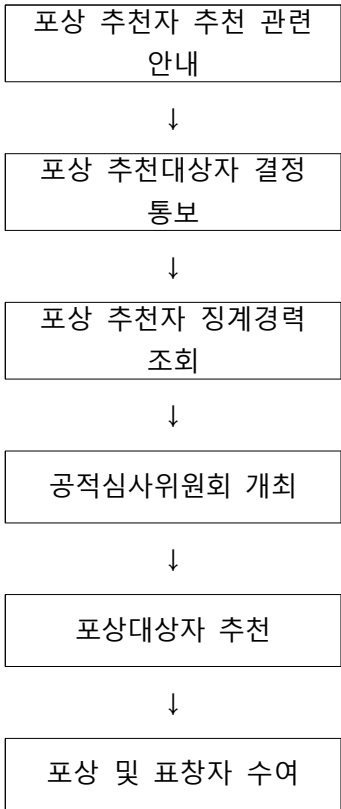 포상 추천자 추천 관련
안내
↓
포상 추천대상자 결정
통보
↓
포상 추천자 징계경력
조회
↓
공적심사위원회 개최
↓
포상대상자 추천
↓
포상 및 표창자 수여